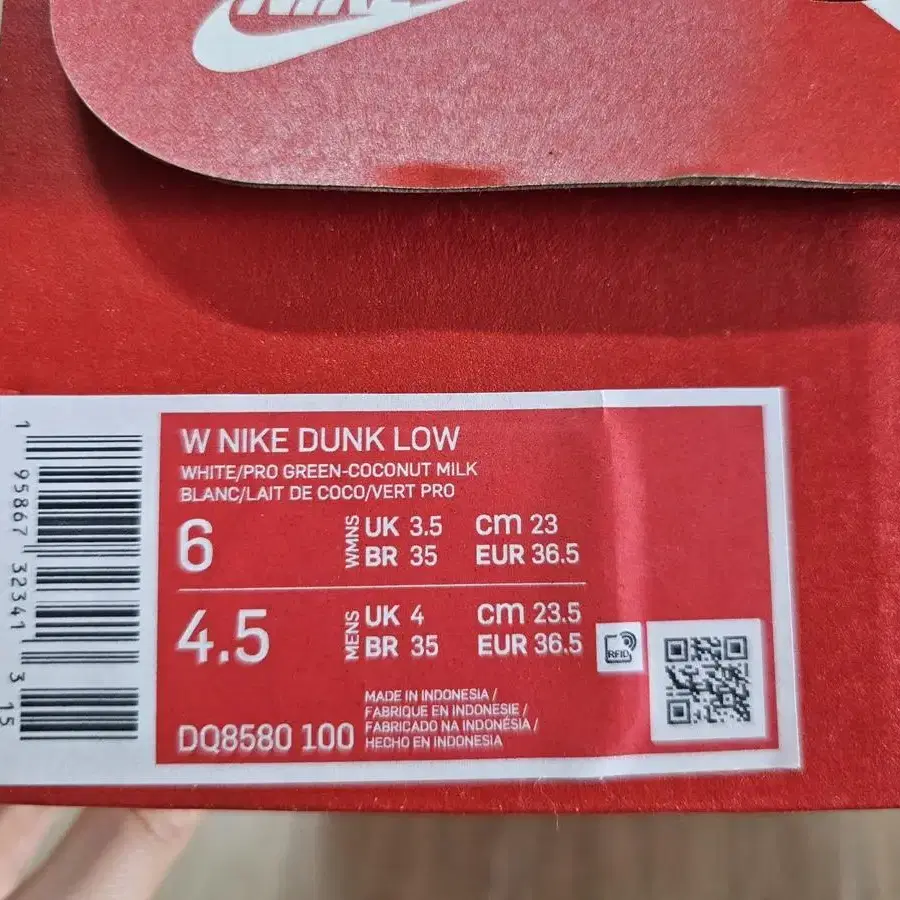 NIKE
W NIKE DUNK LOW
WHITE/PRO GREEN-COCONUT MILK
BLANC/LAIT DE COCO/VERT PRO
6 WMNS UK 3.5 cm 23
BR 35 EUR 36.5
4.5 MENS UK 4 cm 23.5
BR 35 EUR 36.5
RFID
MADE IN INDONESIA /
FABRIQUE EN INDONESIE /
FABRICADO NA INDONÉSIA /
HECHO EN INDONESIA
DQ8580 100
1 95867 32341 3 15